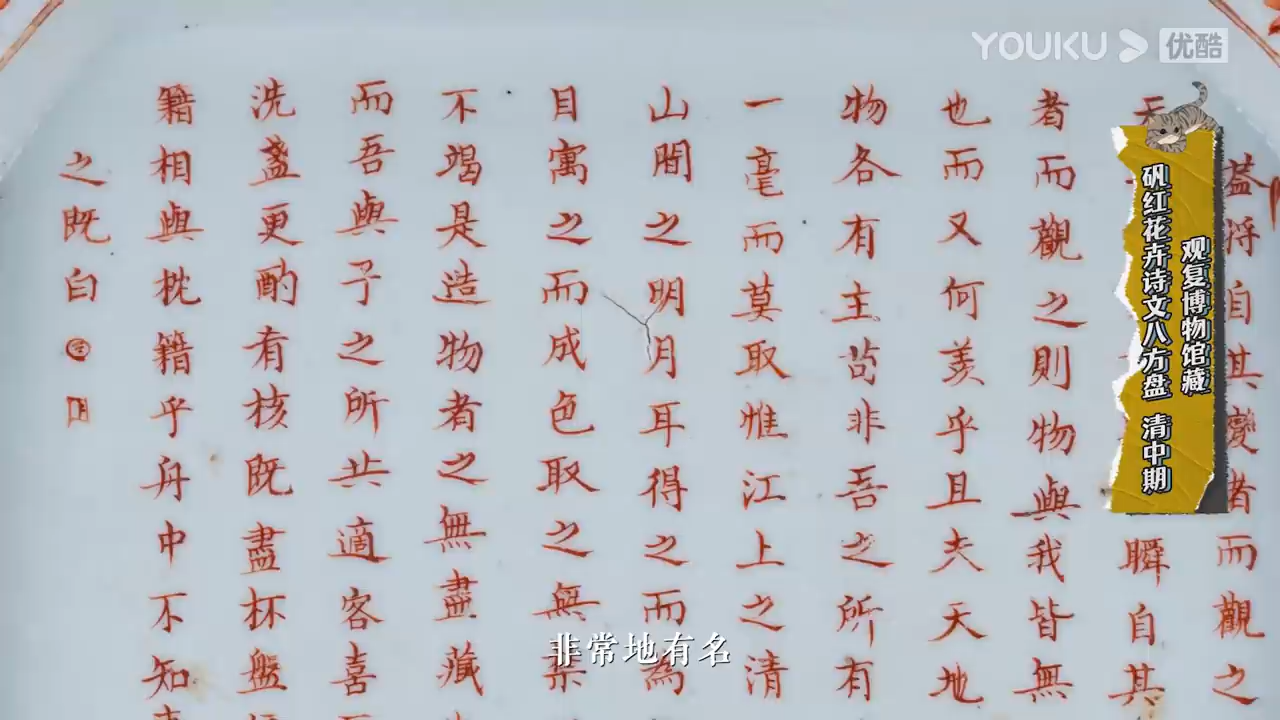 YOUKU 优酷
观复博物馆藏
矾红花卉诗文八方盘 清中期
葢将自其變者而觀之
天 瞬自其
者而觀之則物與我皆無
也而又何羨乎且夫天地
物各有主苟非吾之所有
一毫而莫取惟江上之清
山間之明月耳得之而為
目寓之而成色取之無禁
不竭是造物者之無盡藏
而吾與子之所共適客喜
洗盞更酌肴核既盡杯盤
籍相與枕籍乎舟中不知
之既白
非常地有名